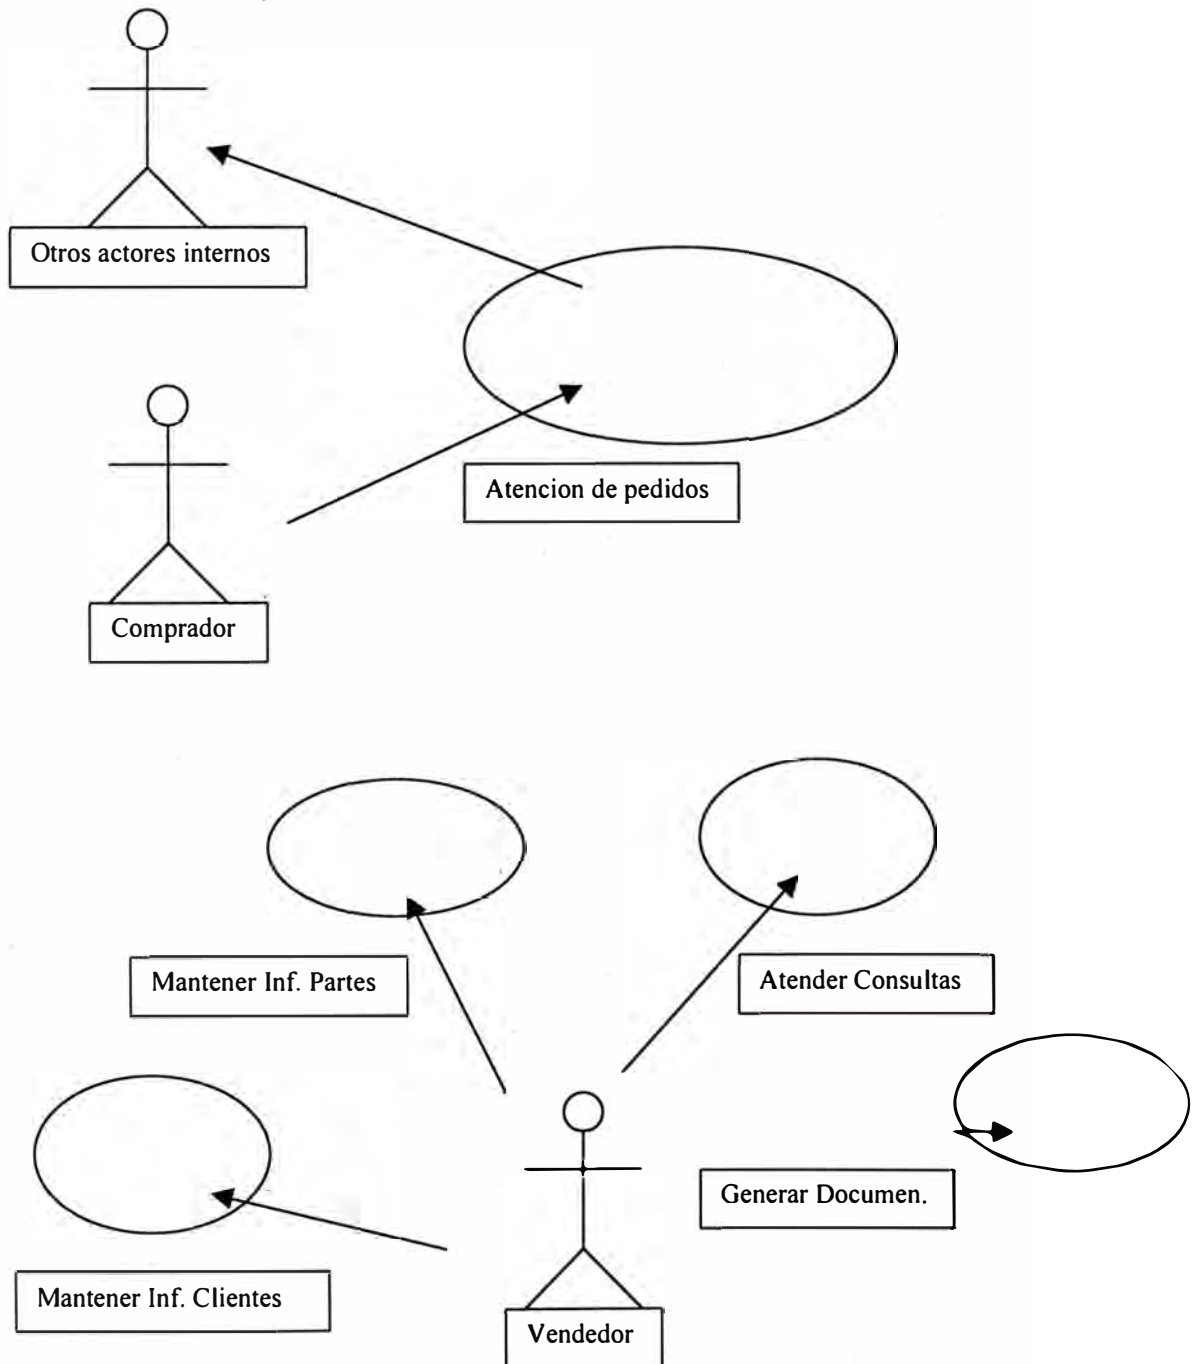 Otros actores internos
Atencion de pedidos
Comprador
Mantener Inf. Partes
Atender Consultas
Generar Documen.
Mantener Inf. Clientes
Vendedor